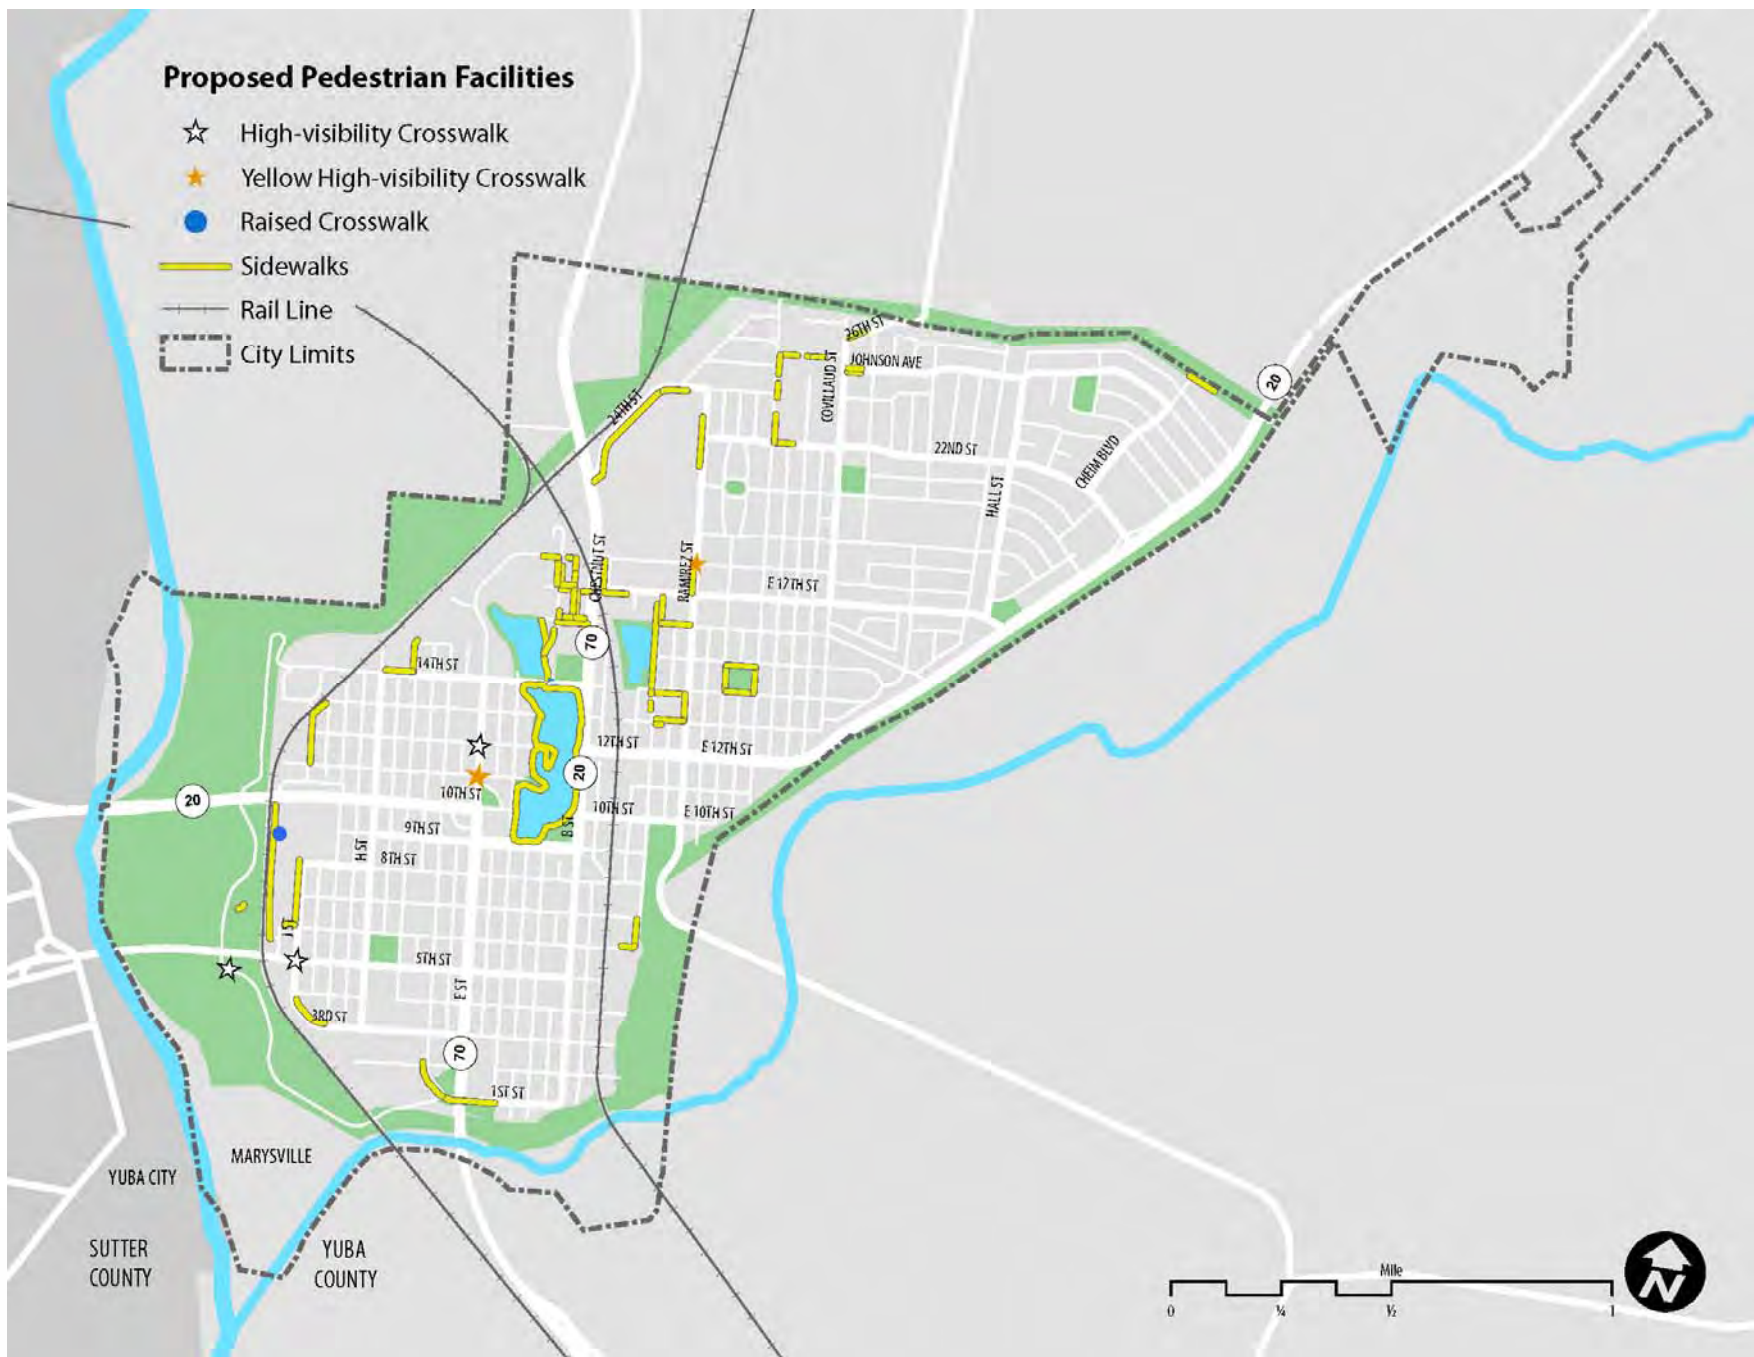 Proposed Pedestrian Facilities
High-visibility Crosswalk
Yellow High-visibility Crosswalk
Raised Crosswalk
Sidewalks
Rail Line
City Limits
26TH ST
JOHNSON AVE
COVILLAUD ST
20
24TH ST
22ND ST
CHEIM BLVD
HALL ST
CHESTNUT ST
RAMIREZ ST
E 17TH ST
70
14TH ST
12TH ST
E 12TH ST
20
20
10TH ST
10TH ST
E 10TH ST
B ST
9TH ST
H ST
8TH ST
J ST
5TH ST
E ST
3RD ST
70
1ST ST
MARYSVILLE
YUBA CITY
SUTTER
COUNTY
YUBA
COUNTY
Mile
0
¼
½
1
N